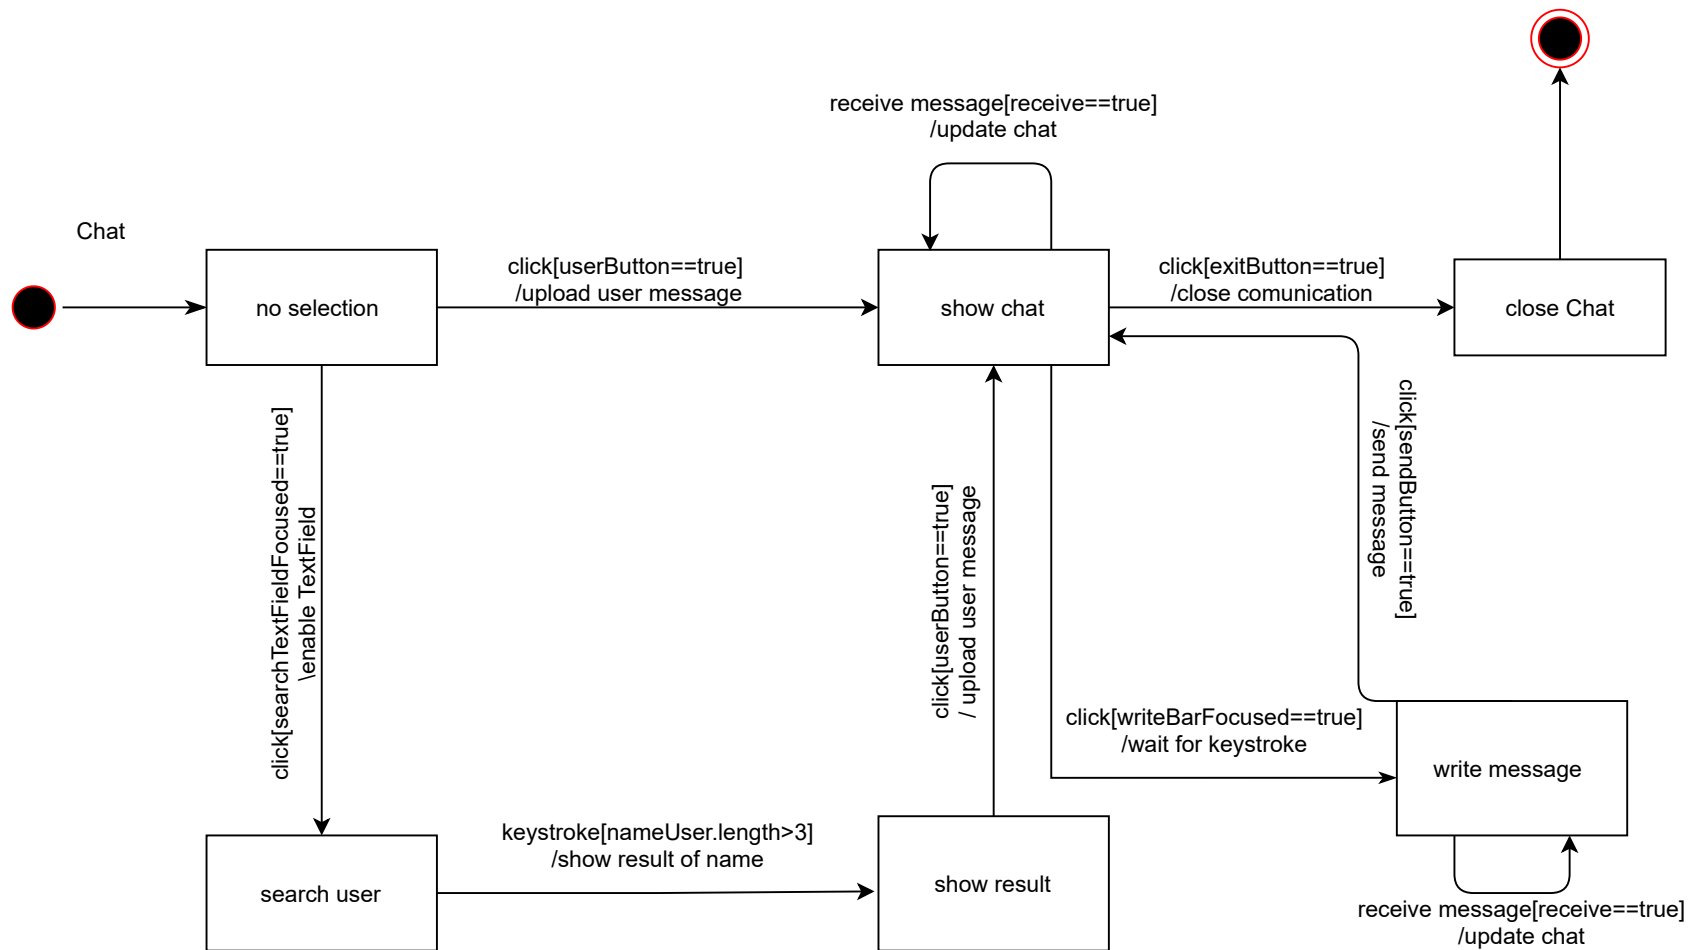 receive message[receive==true]
/update chat
Chat
no selection
click[userButton==true]
/upload user message
show chat
click[exitButton==true]
/close comunication
close Chat
click[searchTextFieldFocused==true]
\enable TextField
click[userButton==true]
/ upload user message
click[sendButton==true]
/send message
click[writeBarFocused==true]
/wait for keystroke
write message
search user
keystroke[nameUser.length>3]
/show result of name
show result
receive message[receive==true]
/update chat